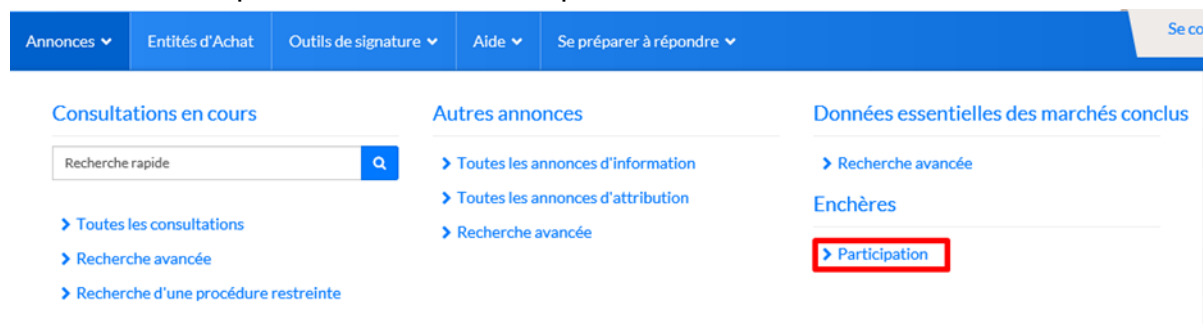 Annonces
Entités d'Achat
Outils de signature
Aide
Se préparer à répondre
Consultations en cours
Recherche rapide
Toutes les consultations
Recherche avancée
Recherche d'une procédure restreinte
Autres annonces
Toutes les annonces d'information
Toutes les annonces d'attribution
Recherche avancée
Données essentielles des marchés conclus
Recherche avancée
Enchères
Participation